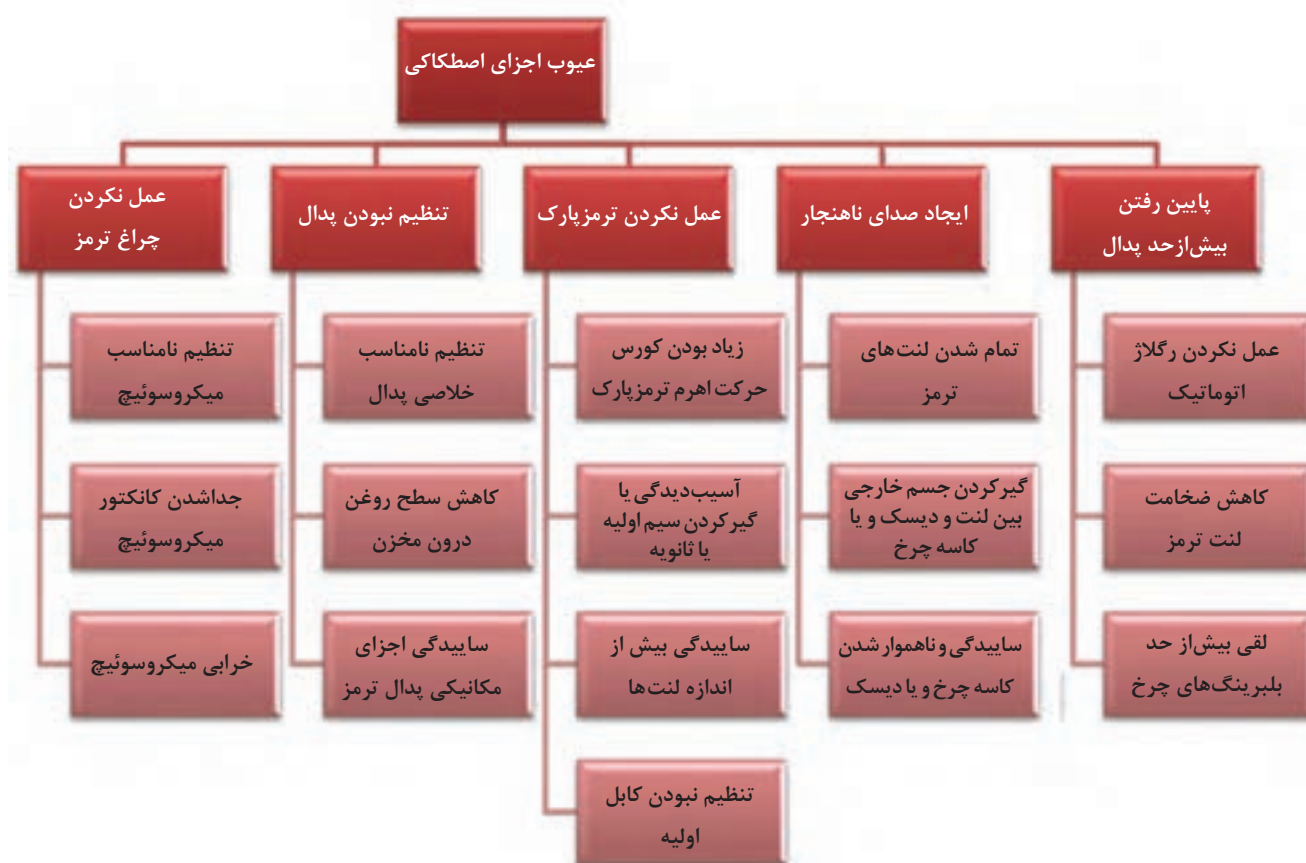 عیوب اجزای اصطکاکی
پایین رفتن
بیش‌ازحد پدال
عمل نکردن رگلاژ
اتوماتیک
کاهش ضخامت
لنت ترمز
لقی بیش‌از حد
بلبرینگ‌های چرخ
ایجاد صدای ناهنجار
تمام شدن لنت‌های
ترمز
گیرکردن جسم خارجی
بین لنت و دیسک و یا
کاسه چرخ
ساییدگی و ناهموار شدن
کاسه چرخ و یا دیسک
عمل نکردن ترمزپارک
زیاد بودن کورس
حرکت اهرم ترمزپارک
آسیب‌دیدگی یا
گیرکردن سیم اولیه
یا ثانویه
ساییدگی بیش از
اندازه لنت‌ها
تنظیم نبودن کابل
اولیه
تنظیم نبودن پدال
تنظیم نامناسب
خلاصی پدال
کاهش سطح روغن
درون مخزن
ساییدگی اجزای
مکانیکی پدال ترمز
عمل نکردن
چراغ ترمز
تنظیم نامناسب
میکروسوئیچ
جداشدن کانکتور
میکروسوئیچ
خرابی میکروسوئیچ